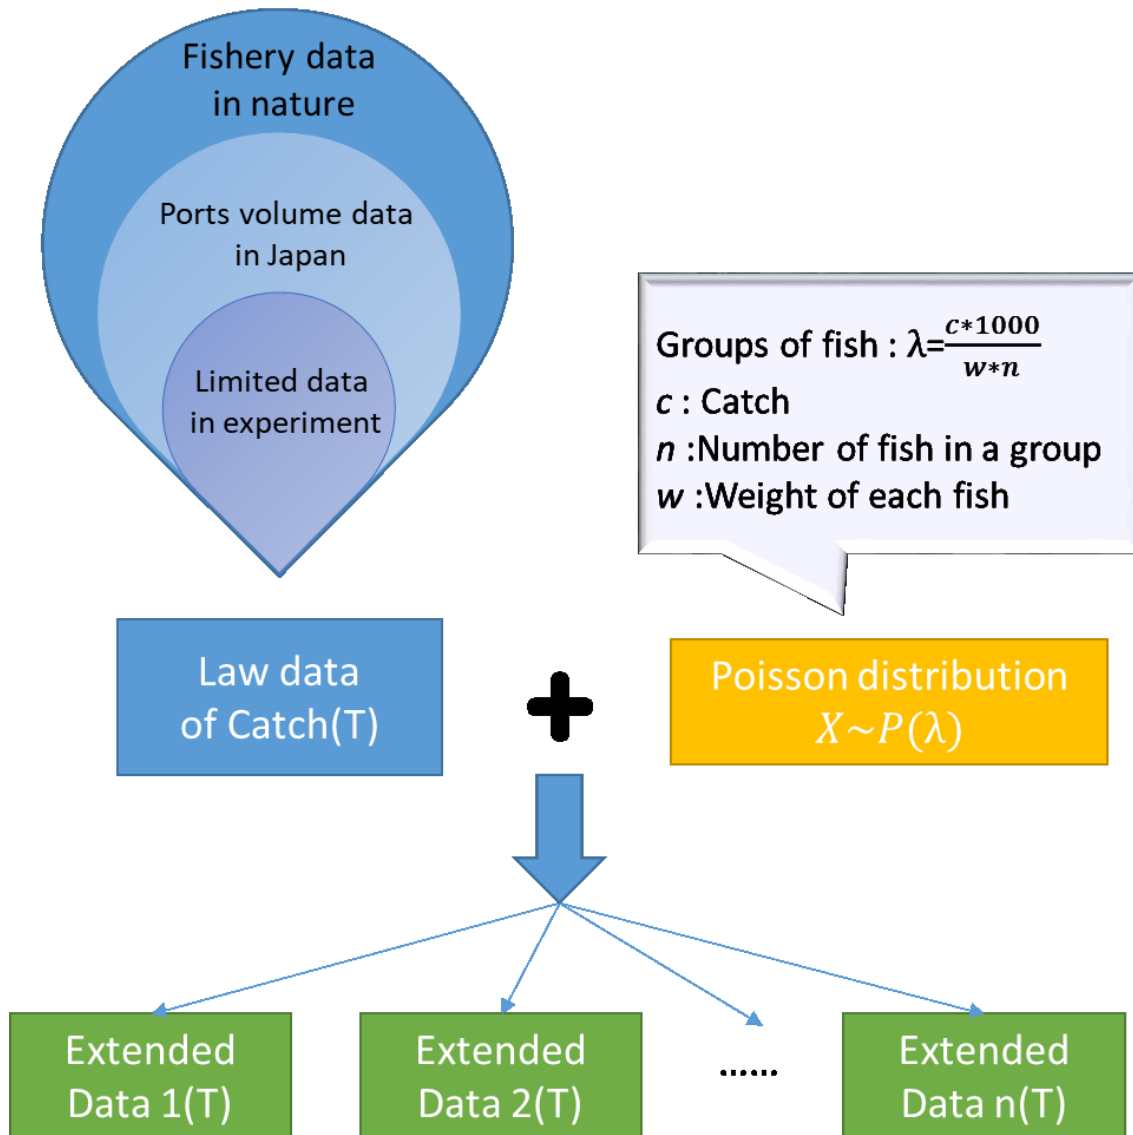 Fishery data
in nature
Ports volume data
in Japan
Limited data
in experiment
Groups of fish : λ=c*1000/w*n
c : Catch
n :Number of fish in a group
w :Weight of each fish
Law data
of Catch(T)
+
Poisson distribution
X~P(λ)
Extended
Data 1(T)
Extended
Data 2(T)
......
Extended
Data n(T)